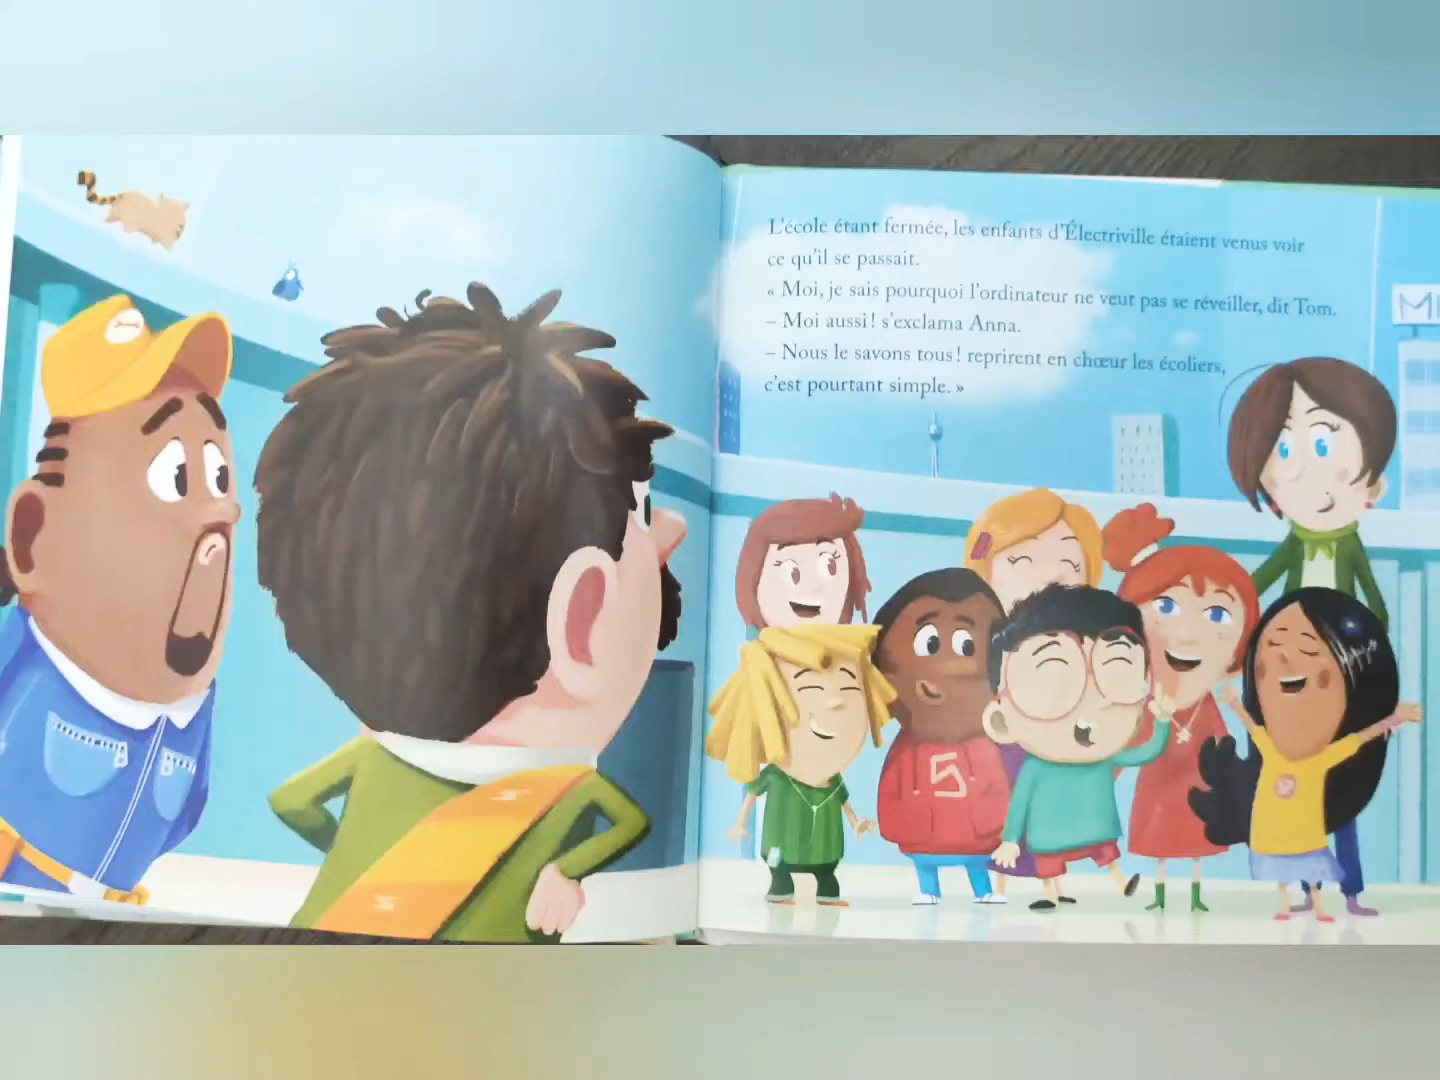 L'école étant fermée, les enfants d'Électriville étaient venus voir
ce qu'il se passait.
« Moi, je sais pourquoi l'ordinateur ne veut pas se réveiller, dit Tom.
– Moi aussi ! s'exclama Anna.
– Nous le savons tous ! reprirent en chœur les écoliers,
c'est pourtant simple. »
M
S